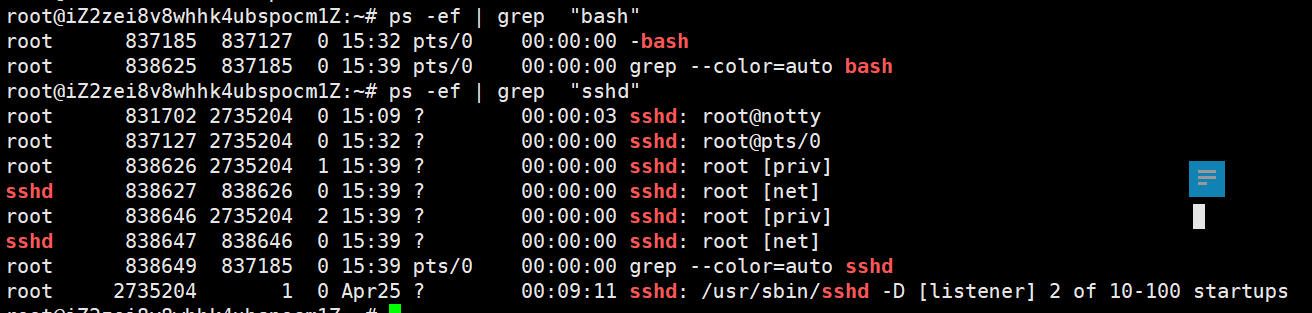 root@iZ2zei8v8whhk4ubspocm1Z:~# ps -ef | grep  "bash"
root      837185  837127  0 15:32 pts/0    00:00:00 -bash
root      838625  837185  0 15:39 pts/0    00:00:00 grep --color=auto bash
root@iZ2zei8v8whhk4ubspocm1Z:~# ps -ef | grep  "sshd"
root      831702 2735204  0 15:09 ?        00:00:03 sshd: root@notty
root      837127 2735204  0 15:32 ?        00:00:00 sshd: root@pts/0
root      838626 2735204  1 15:39 ?        00:00:00 sshd: root [priv]
sshd      838627  838626  0 15:39 ?        00:00:00 sshd: root [net]
root      838646 2735204  2 15:39 ?        00:00:00 sshd: root [priv]
sshd      838647  838646  0 15:39 ?        00:00:00 sshd: root [net]
root      838649  837185  0 15:39 pts/0    00:00:00 grep --color=auto sshd
root     2735204       1  0 Apr25 ?        00:09:11 sshd: /usr/sbin/sshd -D [listener] 2 of 10-100 startups
root@iZ2zei8v8whhk4ubspocm1Z:~#